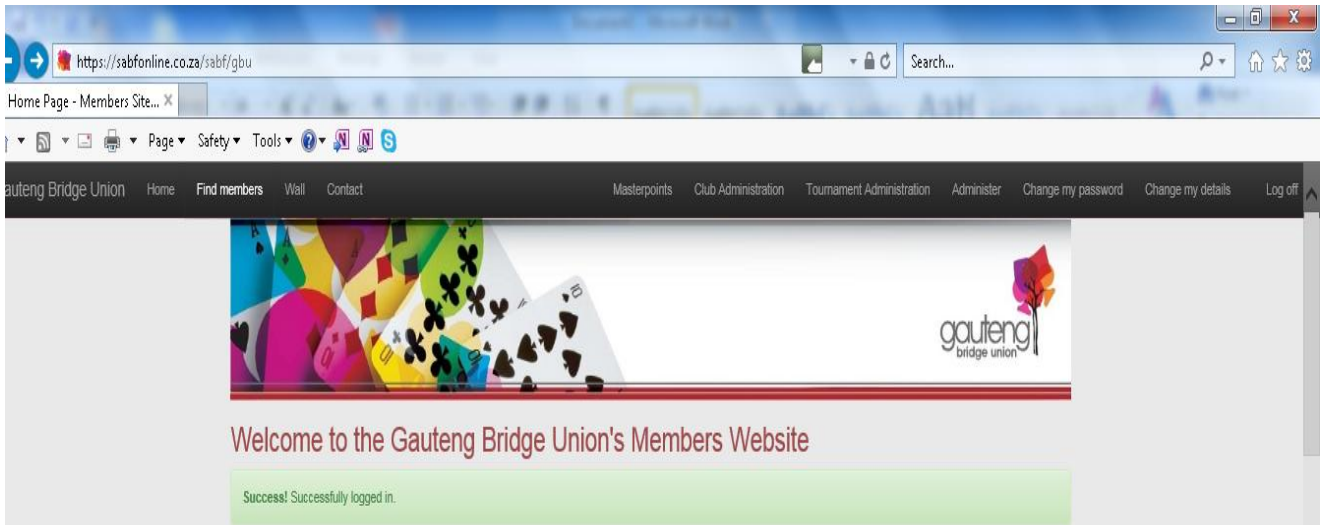 https://sabfonline.co.za/sabf/gbu Search...
Home Page - Members Site...
Page Safety Tools
auteng Bridge Union Home Find members Wall Contact Masterpoints Club Administration Tournament Administration Administer Change my password Change my details Log off
gauteng
bridge union
Welcome to the Gauteng Bridge Union's Members Website
Success! Successfully logged in.